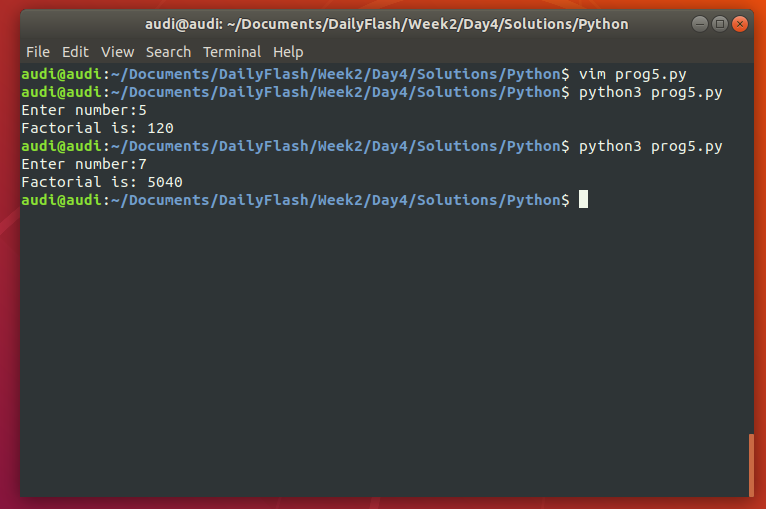 audi@audi: ~/Documents/DailyFlash/Week2/Day4/Solutions/Python
File Edit View Search Terminal Help
audi@audi:~/Documents/DailyFlash/Week2/Day4/Solutions/Python$ vim prog5.py
audi@audi:~/Documents/DailyFlash/Week2/Day4/Solutions/Python$ python3 prog5.py
Enter number:5
Factorial is: 120
audi@audi:~/Documents/DailyFlash/Week2/Day4/Solutions/Python$ python3 prog5.py
Enter number:7
Factorial is: 5040
audi@audi:~/Documents/DailyFlash/Week2/Day4/Solutions/Python$